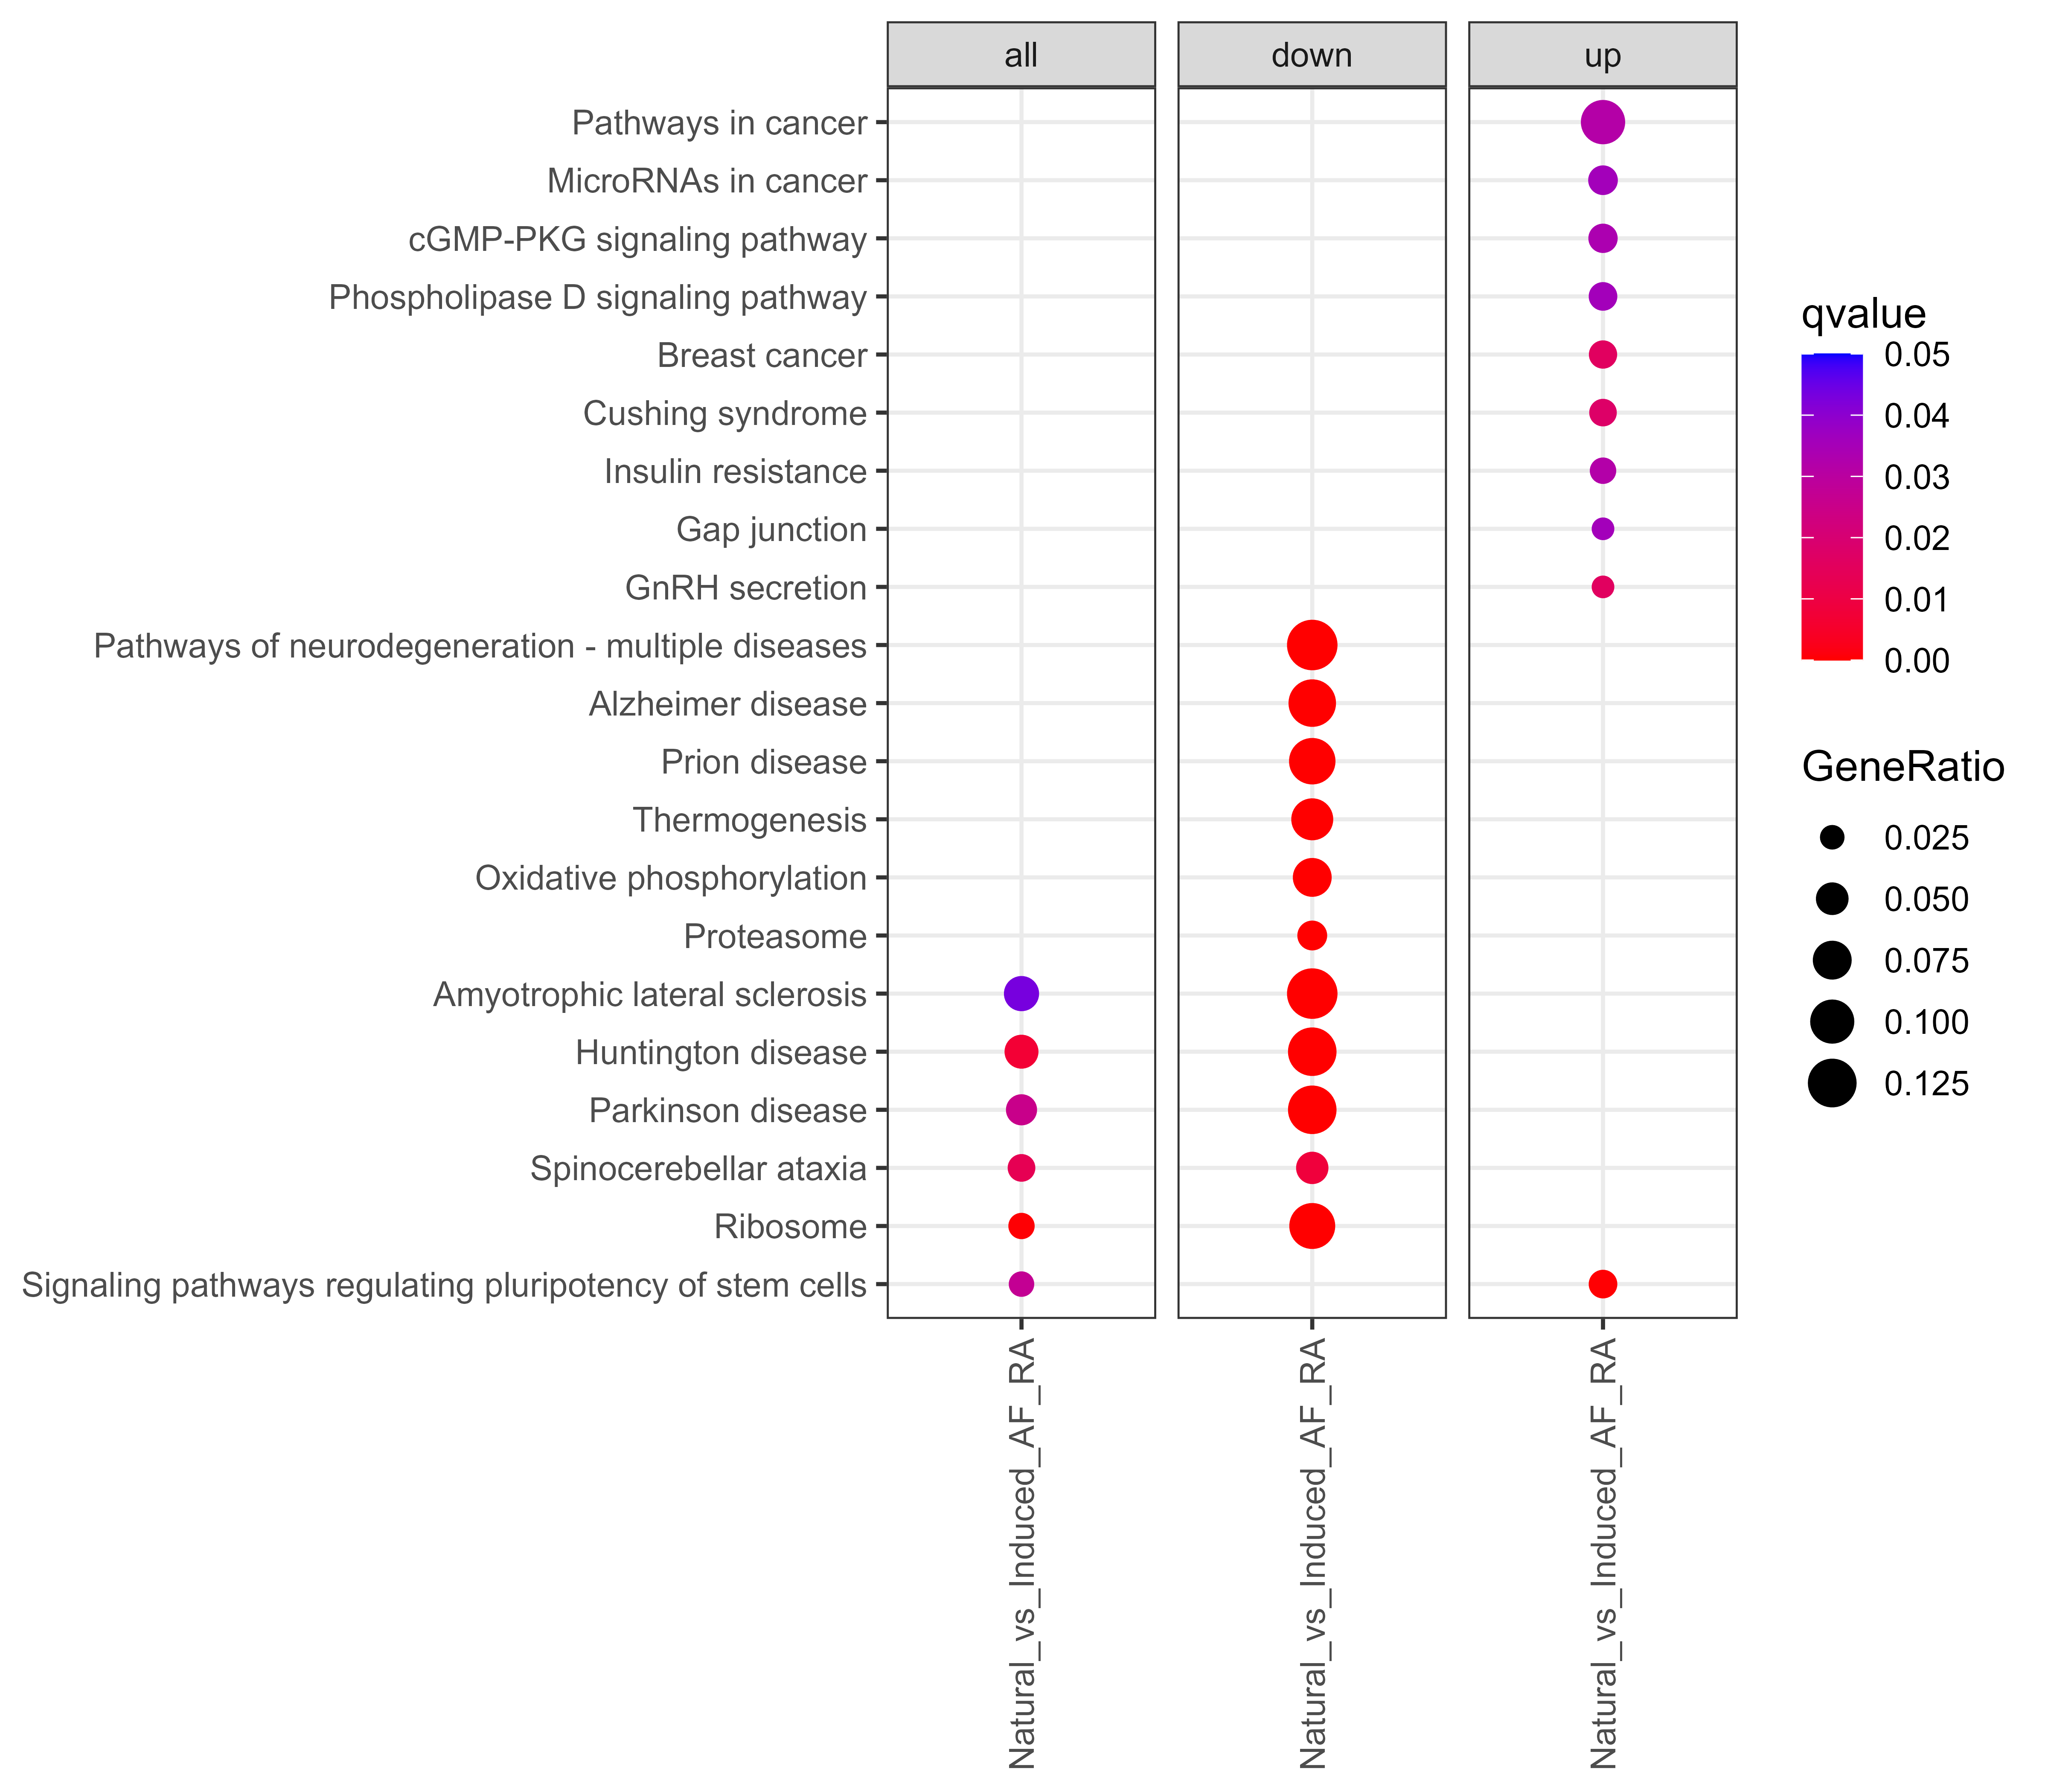 all
down
up
Pathways in cancer
MicroRNAs in cancer
cGMP-PKG signaling pathway
Phospholipase D signaling pathway
Breast cancer
Cushing syndrome
Insulin resistance
Gap junction
GnRH secretion
Pathways of neurodegeneration - multiple diseases
Alzheimer disease
Prion disease
Thermogenesis
Oxidative phosphorylation
Proteasome
Amyotrophic lateral sclerosis
Huntington disease
Parkinson disease
Spinocerebellar ataxia
Ribosome
Signaling pathways regulating pluripotency of stem cells
Natural_vs_Induced_AF_RA
Natural_vs_Induced_AF_RA
Natural_vs_Induced_AF_RA
qvalue
0.05
0.04
0.03
0.02
0.01
0.00
GeneRatio
0.025
0.050
0.075
0.100
0.125